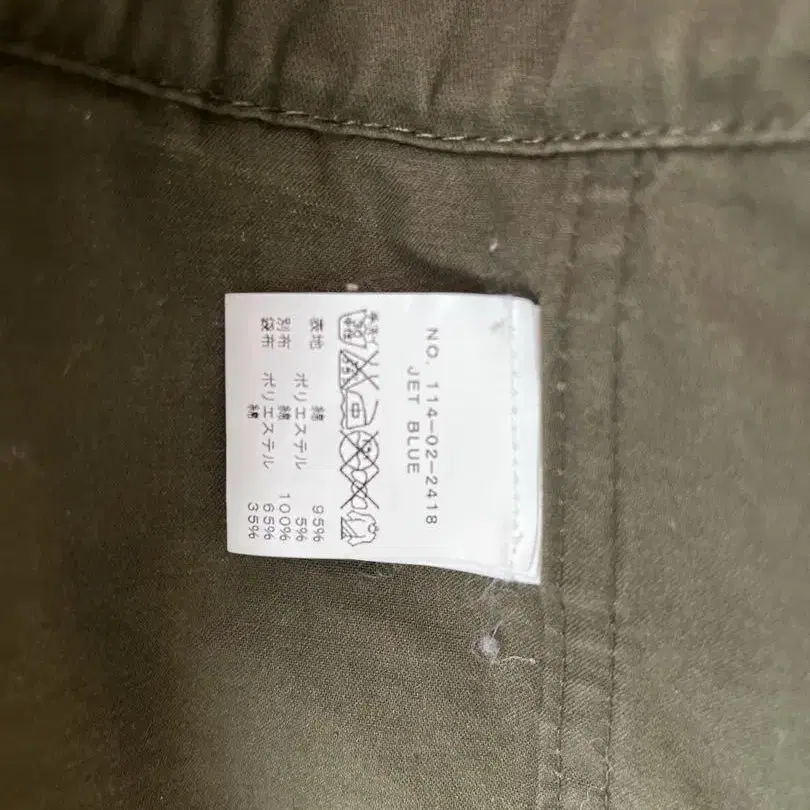 NO. 114-02-2418
JET BLUE
表地 綿 95%
ポリエステル 5%
別布 綿 100%
袋布 ポリエステル 65%
綿 35%